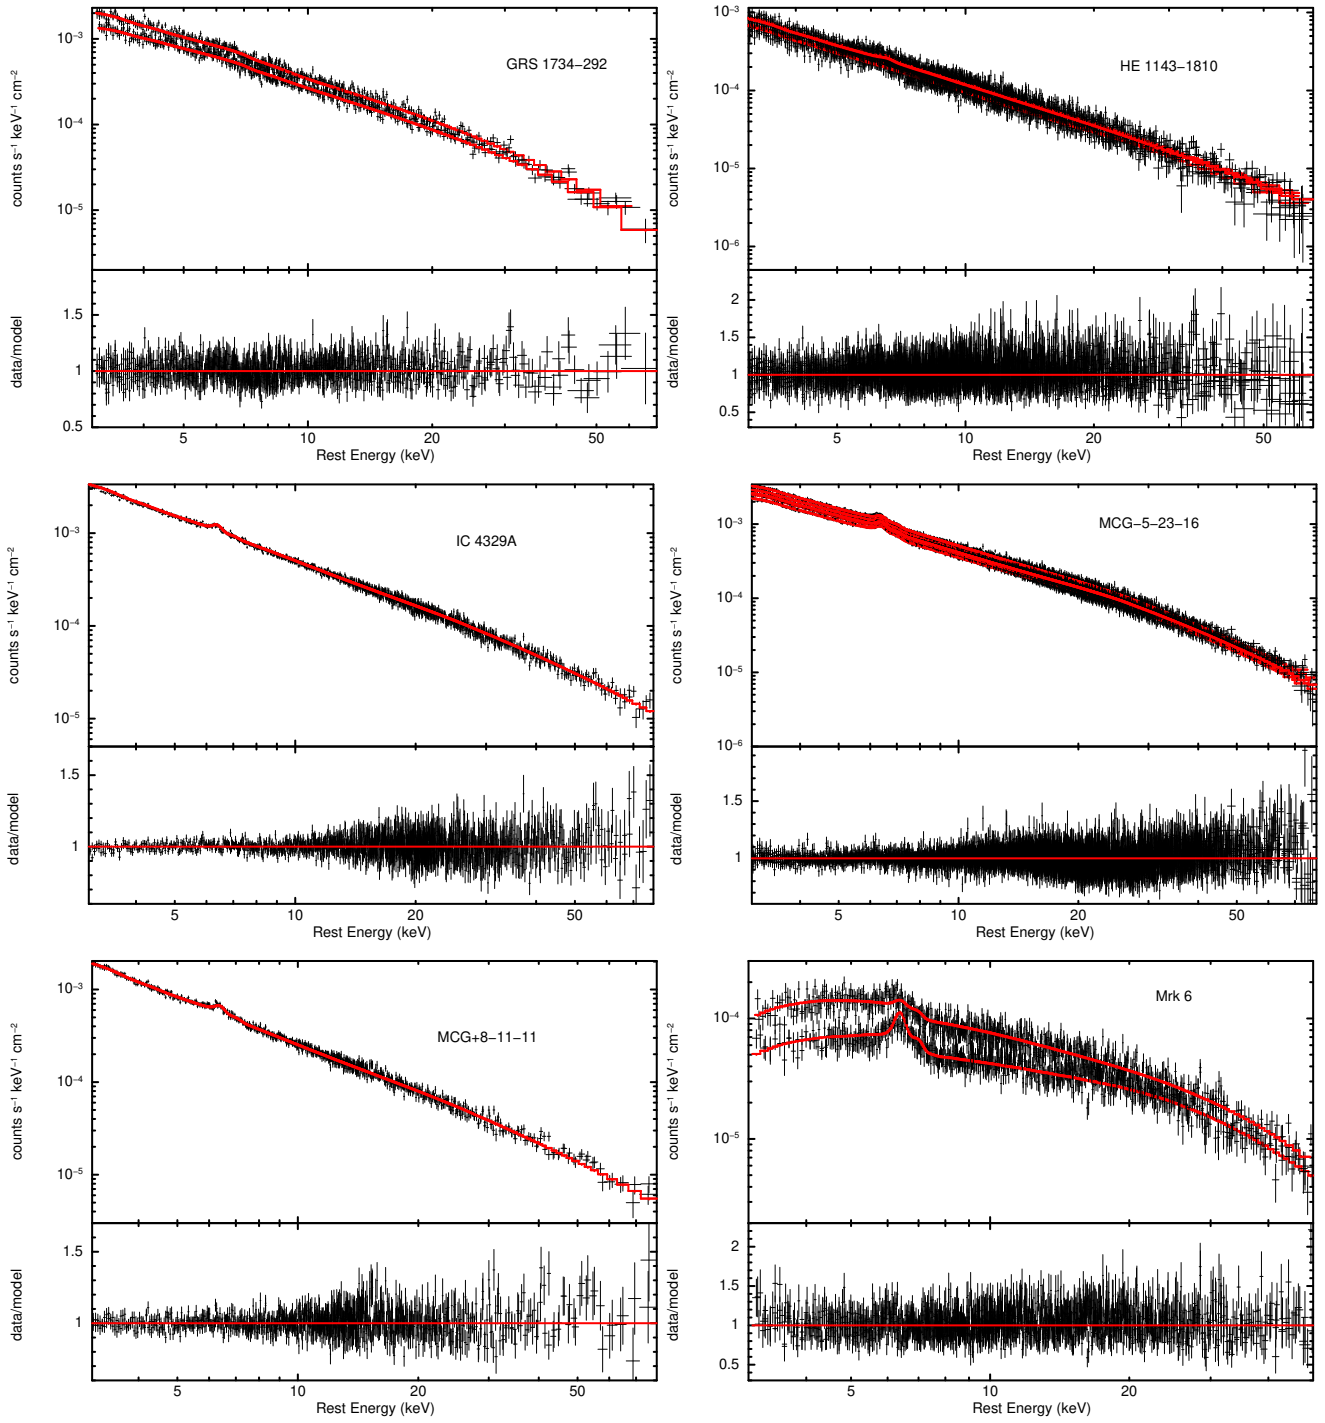 GRS 1734−292
counts s⁻¹ keV⁻¹ cm⁻²
10⁻³
10⁻⁴
10⁻⁵
data/model
1.5
1
0.5
5 10 20 50
Rest Energy (keV)
HE 1143−1810
counts s⁻¹ keV⁻¹ cm⁻²
10⁻³
10⁻⁴
10⁻⁵
10⁻⁶
data/model
2
1.5
1
0.5
5 10 20 50
Rest Energy (keV)
IC 4329A
counts s⁻¹ keV⁻¹ cm⁻²
10⁻³
10⁻⁴
10⁻⁵
data/model
1.5
1
5 10 20 50
Rest Energy (keV)
MCG−5−23−16
counts s⁻¹ keV⁻¹ cm⁻²
10⁻³
10⁻⁴
10⁻⁵
10⁻⁶
data/model
1.5
1
5 10 20 50
Rest Energy (keV)
MCG+8−11−11
counts s⁻¹ keV⁻¹ cm⁻²
10⁻³
10⁻⁴
10⁻⁵
data/model
1.5
1
5 10 20 50
Rest Energy (keV)
Mrk 6
counts s⁻¹ keV⁻¹ cm⁻²
10⁻⁴
10⁻⁵
data/model
2
1.5
1
0.5
5 10 20
Rest Energy (keV)